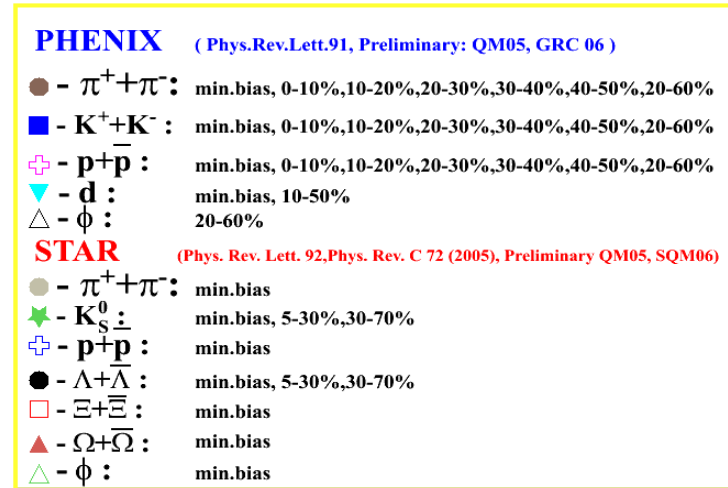 PHENIX ( Phys.Rev.Lett.91, Preliminary: QM05, GRC 06 )
- π⁺+π⁻: min.bias, 0-10%,10-20%,20-30%,30-40%,40-50%,20-60%
- K⁺+K⁻ : min.bias, 0-10%,10-20%,20-30%,30-40%,40-50%,20-60%
- p+p̅ : min.bias, 0-10%,10-20%,20-30%,30-40%,40-50%,20-60%
- d : min.bias, 10-50%
- ϕ : 20-60%
STAR (Phys. Rev. Lett. 92,Phys. Rev. C 72 (2005), Preliminary QM05, SQM06)
- π⁺+π⁻: min.bias
- K⁰S : min.bias, 5-30%,30-70%
- p+p̅ : min.bias
- Λ+Λ̅ : min.bias, 5-30%,30-70%
- Ξ+Ξ̅ : min.bias
- Ω+Ω̅ : min.bias
- ϕ : min.bias